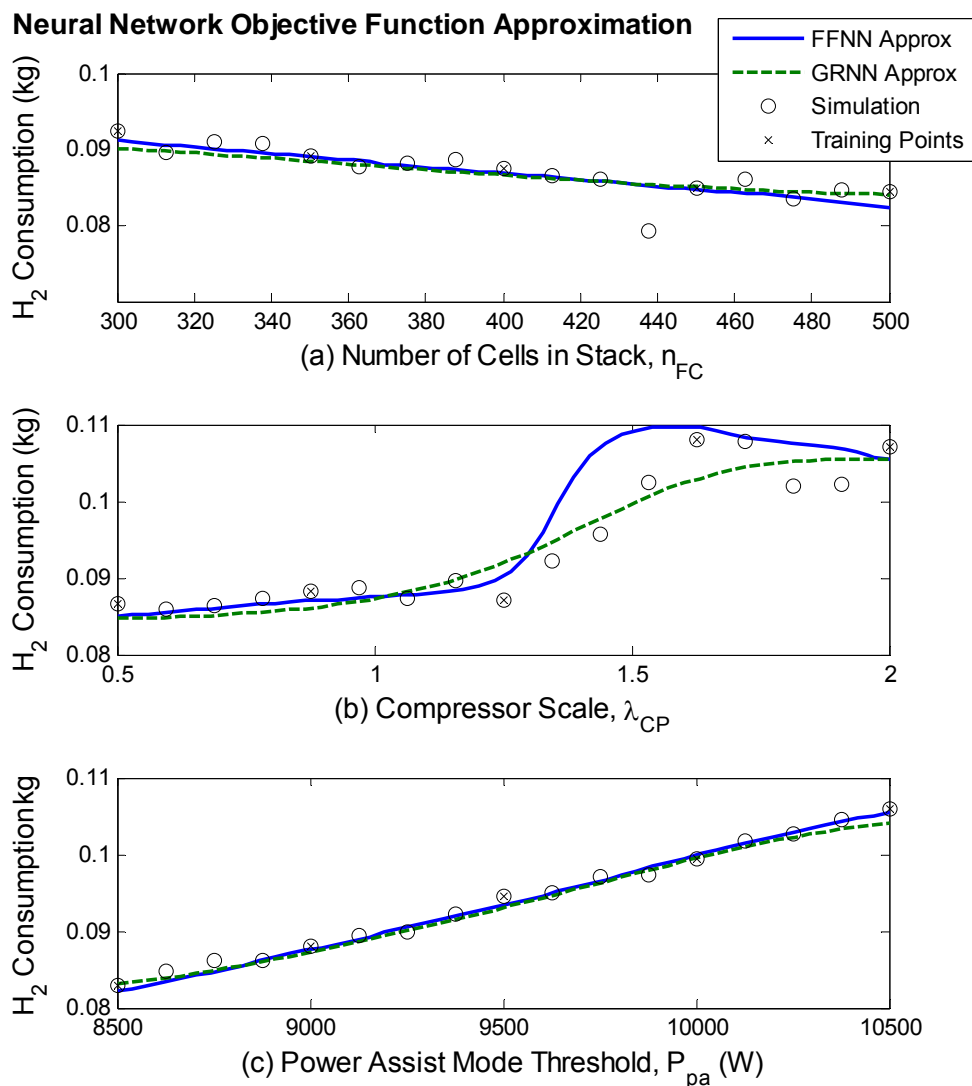 Neural Network Objective Function Approximation
FFNN Approx
GRNN Approx
Simulation
Training Points
H2 Consumption (kg)
0.1
0.09
0.08
300 320 340 360 380 400 420 440 460 480 500
(a) Number of Cells in Stack, nFC
H2 Consumption (kg)
0.11
0.1
0.09
0.08
0.5 1 1.5 2
(b) Compressor Scale, λCP
H2 Consumptionkg
0.11
0.1
0.09
0.08
8500 9000 9500 10000 10500
(c) Power Assist Mode Threshold, Ppa (W)